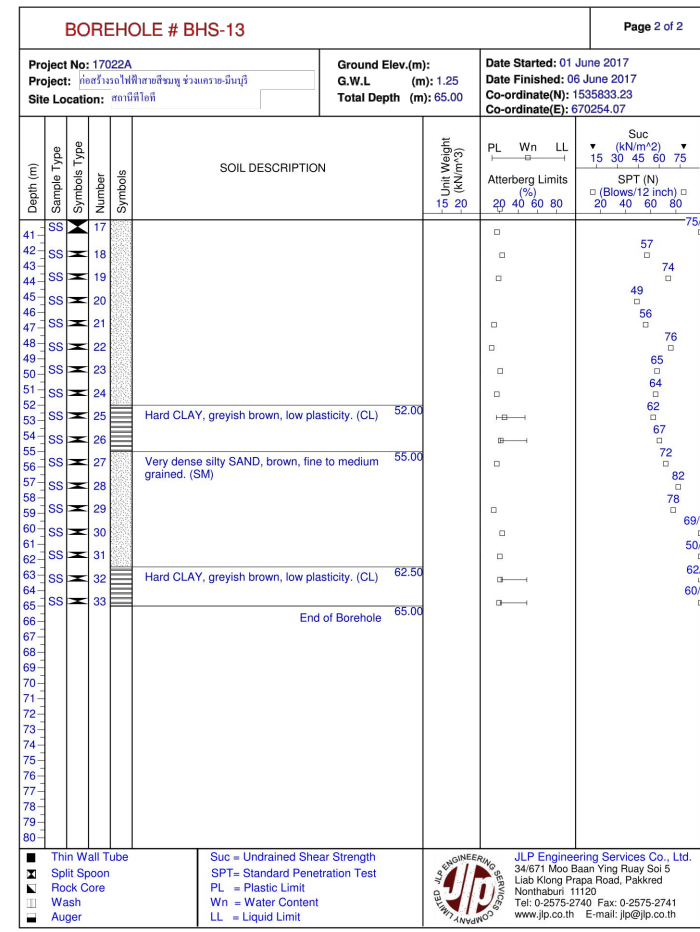 BOREHOLE # BHS-13
Page 2 of 2
Project No: 17022A
Project: ก่อสร้างรถไฟฟ้าสายสีชมพู ช่วงแคราย-มีนบุรี
Site Location: สถานีทีโอที
Ground Elev.(m):
G.W.L (m): 1.25
Total Depth (m): 65.00
Date Started: 01 June 2017
Date Finished: 06 June 2017
Co-ordinate(N): 1535833.23
Co-ordinate(E): 670254.07
Depth (m)
Sample Type
Symbols Type
Number
Symbols
SOIL DESCRIPTION
Unit Weight
(kN/m^3)
15 20
PL Wn LL
Atterberg Limits
(%)
20 40 60 80
Suc
(kN/m^2)
15 30 45 60 75
SPT (N)
(Blows/12 inch)
20 40 60 80
SS 17 75/
41
42 SS 18 57
43
44 SS 19 74
45 SS 20 49
46
47 SS 21 56
48 SS 22 76
49
50 SS 23 65
51 SS 24 64
52 52.00
53 SS 25 Hard CLAY, greyish brown, low plasticity. (CL) 62
54 SS 26 67
55 55.00
56 SS 27 Very dense silty SAND, brown, fine to medium 72
grained. (SM)
57 SS 28 82
58
59 SS 29 78
60 SS 30 69/
61
62 SS 31 50/
62.50
63 SS 32 Hard CLAY, greyish brown, low plasticity. (CL) 62
64 SS 33 60/
65 65.00
End of Borehole
66
67
68
69
70
71
72
73
74
75
76
77
78
79
80
Thin Wall Tube
Split Spoon
Rock Core
Wash
Auger
Suc = Undrained Shear Strength
SPT= Standard Penetration Test
PL = Plastic Limit
Wn = Water Content
LL = Liquid Limit
JLP ENGINEERING SERVICES COMPANY LIMITED
Jlp
JLP Engineering Services Co., Ltd.
34/671 Moo Baan Ying Ruay Soi 5
Liab Klong Prapa Road, Pakkred
Nonthaburi 11120
Tel: 0-2575-2740 Fax: 0-2575-2741
www.jlp.co.th E-mail: jlp@jlp.co.th